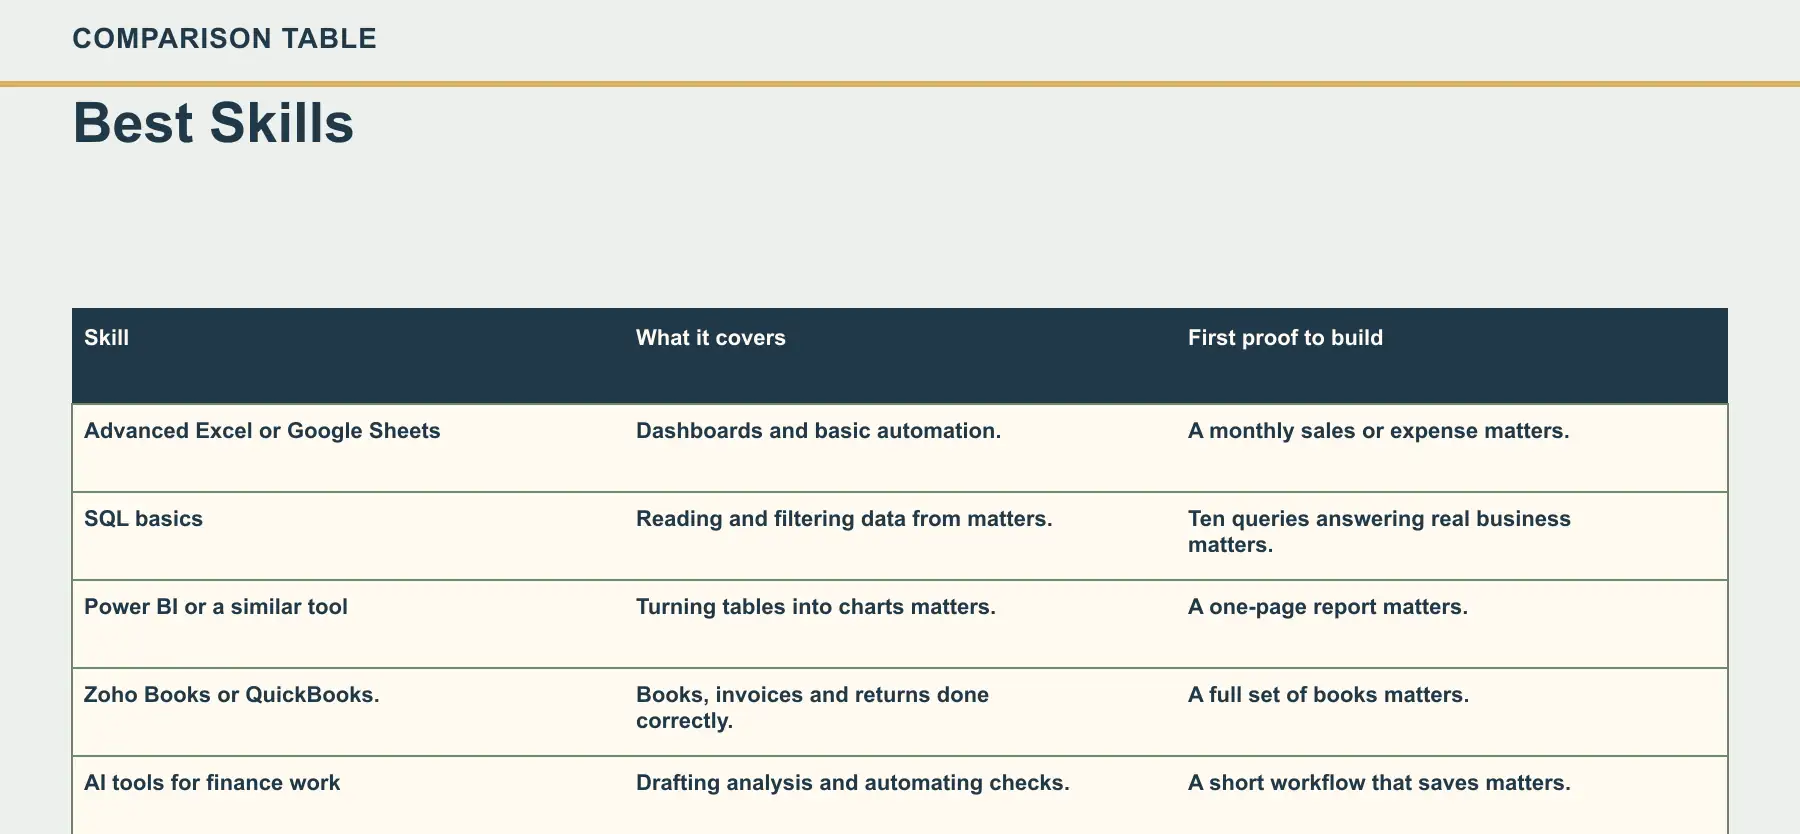 COMPARISON TABLE
Best Skills
Skill
What it covers
First proof to build
Advanced Excel or Google Sheets
Dashboards and basic automation.
A monthly sales or expense matters.
SQL basics
Reading and filtering data from matters.
Ten queries answering real business
matters.
Power BI or a similar tool
Turning tables into charts matters.
A one-page report matters.
Zoho Books or QuickBooks.
Books, invoices and returns done
correctly.
A full set of books matters.
AI tools for finance work
Drafting analysis and automating checks.
A short workflow that saves matters.